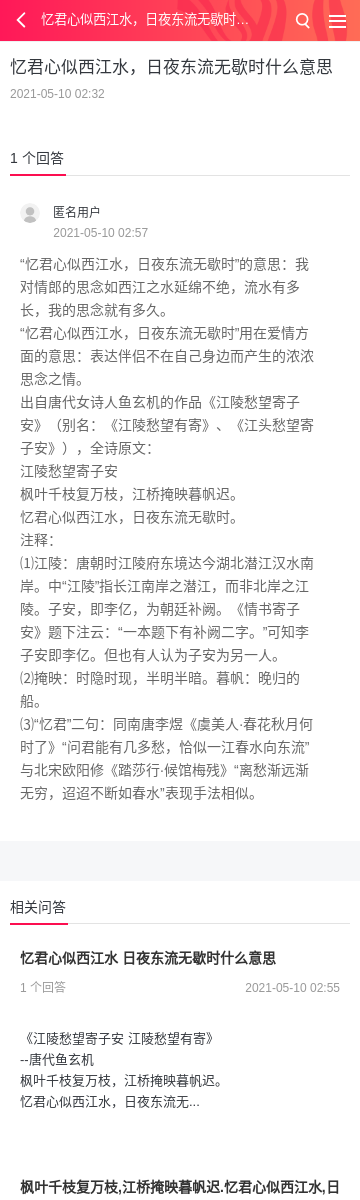 忆君心似西江水，日夜东流无歇时...
忆君心似西江水，日夜东流无歇时什么意思
2021-05-10 02:32
1 个回答
匿名用户
2021-05-10 02:57
“忆君心似西江水，日夜东流无歇时”的意思：我
对情郎的思念如西江之水延绵不绝，流水有多
长，我的思念就有多久。
“忆君心似西江水，日夜东流无歇时”用在爱情方
面的意思：表达伴侣不在自己身边而产生的浓浓
思念之情。
出自唐代女诗人鱼玄机的作品《江陵愁望寄子
安》（别名：《江陵愁望有寄》、《江头愁望寄
子安》），全诗原文：
江陵愁望寄子安
枫叶千枝复万枝，江桥掩映暮帆迟。
忆君心似西江水，日夜东流无歇时。
注释：
⑴江陵：唐朝时江陵府东境达今湖北潜江汉水南
岸。中“江陵”指长江南岸之潜江，而非北岸之江
陵。子安，即李亿，为朝廷补阙。《情书寄子
安》题下注云：“一本题下有补阙二字。”可知李
子安即李亿。但也有人认为子安为另一人。
⑵掩映：时隐时现，半明半暗。暮帆：晚归的
船。
⑶“忆君”二句：同南唐李煜《虞美人·春花秋月何
时了》“问君能有几多愁，恰似一江春水向东流”
与北宋欧阳修《踏莎行·候馆梅残》“离愁渐远渐
无穷，迢迢不断如春水”表现手法相似。
相关问答
忆君心似西江水 日夜东流无歇时什么意思
1 个回答
2021-05-10 02:55
《江陵愁望寄子安 江陵愁望有寄》
--唐代鱼玄机
枫叶千枝复万枝，江桥掩映暮帆迟。
忆君心似西江水，日夜东流无...
枫叶千枝复万枝,江桥掩映暮帆迟.忆君心似西江水,日